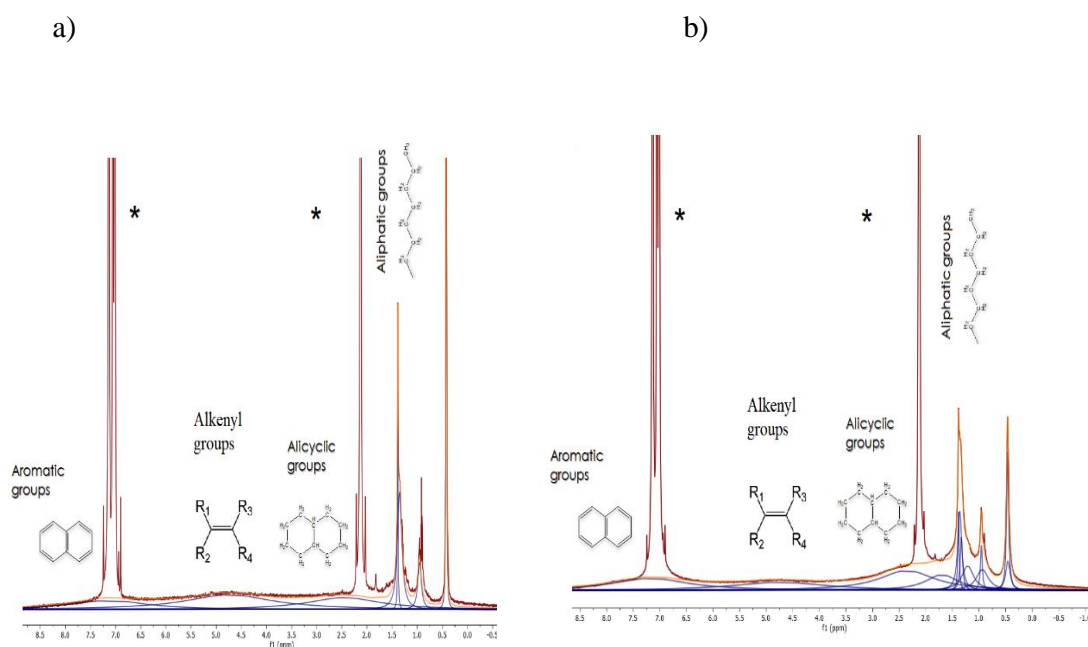 a)
Aliphatic groups
*
*
Alkenyl
groups
Alicyclic
groups
Aromatic
groups
R1
R3
R2
R4
8.5 8.0 7.5 7.0 6.5 6.0 5.5 5.0 4.5 4.0 3.5 3.0 2.5 2.0 1.5 1.0 0.5 0.0 -0.5
f1 (ppm)
b)
Aliphatic groups
*
*
Alkenyl
groups
Alicyclic
groups
Aromatic
groups
R1
R3
R2
R4
8.5 8.0 7.5 7.0 6.5 6.0 5.5 5.0 4.5 4.0 3.5 3.0 2.5 2.0 1.5 1.0 0.5 0.0 -0.5 -1.0
f1 (ppm)